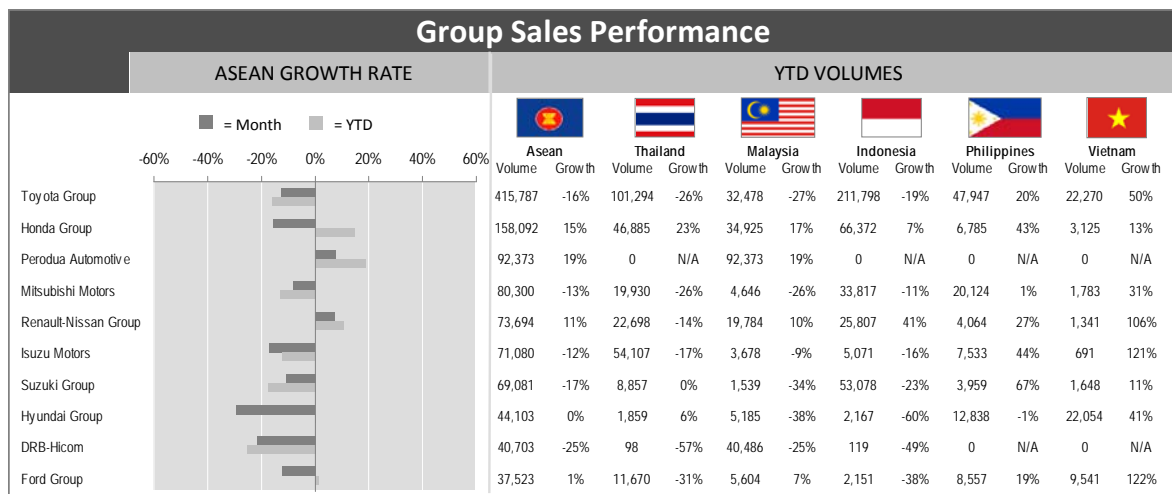 Group Sales Performance
ASEAN GROWTH RATE YTD VOLUMES
= Month = YTD
Asean Thailand Malaysia Indonesia Philippines Vietnam
-60% -40% -20% 0% 20% 40% 60% Volume Growth Volume Growth Volume Growth Volume Growth Volume Growth Volume Growth
Toyota Group 415,787 -16% 101,294 -26% 32,478 -27% 211,798 -19% 47,947 20% 22,270 50%
Honda Group 158,092 15% 46,885 23% 34,925 17% 66,372 7% 6,785 43% 3,125 13%
Perodua Automotive 92,373 19% 0 N/A 92,373 19% 0 N/A 0 N/A 0 N/A
Mitsubishi Motors 80,300 -13% 19,930 -26% 4,646 -26% 33,817 -11% 20,124 1% 1,783 31%
Renault-Nissan Group 73,694 11% 22,698 -14% 19,784 10% 25,807 41% 4,064 27% 1,341 106%
Isuzu Motors 71,080 -12% 54,107 -17% 3,678 -9% 5,071 -16% 7,533 44% 691 121%
Suzuki Group 69,081 -17% 8,857 0% 1,539 -34% 53,078 -23% 3,959 67% 1,648 11%
Hyundai Group 44,103 0% 1,859 6% 5,185 -38% 2,167 -60% 12,838 -1% 22,054 41%
DRB-Hicom 40,703 -25% 98 -57% 40,486 -25% 119 -49% 0 N/A 0 N/A
Ford Group 37,523 1% 11,670 -31% 5,604 7% 2,151 -38% 8,557 19% 9,541 122%